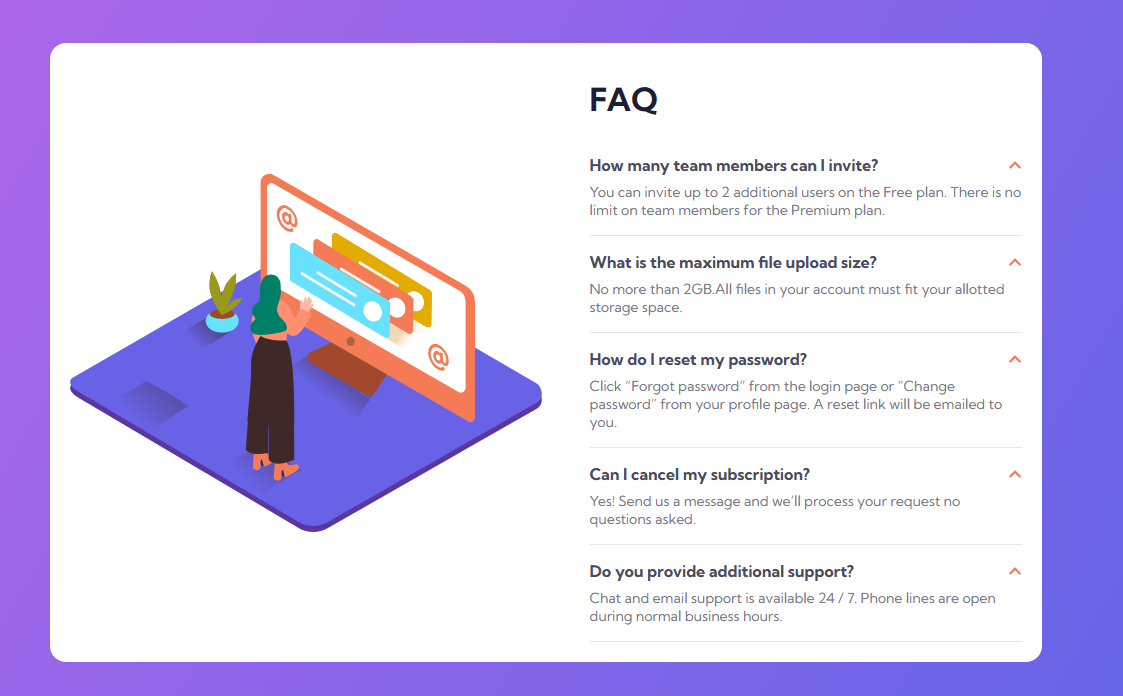 FAQ
How many team members can I invite?
You can invite up to 2 additional users on the Free plan. There is no
limit on team members for the Premium plan.
What is the maximum file upload size?
No more than 2GB.All files in your account must fit your allotted
storage space.
How do I reset my password?
Click “Forgot password” from the login page or “Change
password” from your profile page. A reset link will be emailed to
you.
Can I cancel my subscription?
Yes! Send us a message and we’ll process your request no
questions asked.
Do you provide additional support?
Chat and email support is available 24 / 7. Phone lines are open
during normal business hours.
@
@